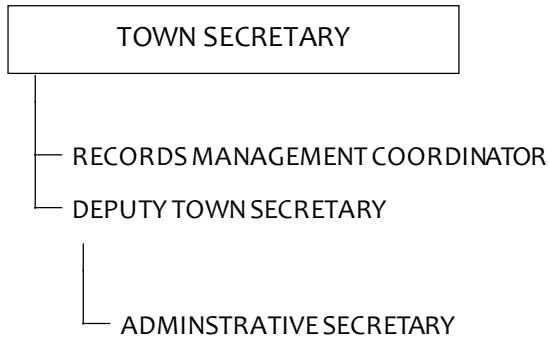 TOWN SECRETARY
RECORDS MANAGEMENT COORDINATOR
DEPUTY TOWN SECRETARY
ADMINSTRATIVE SECRETARY